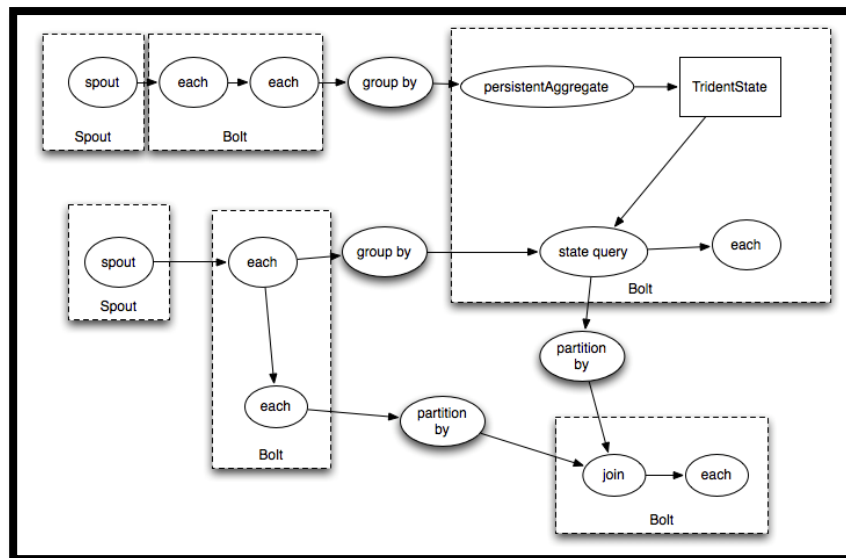 spout
each
each
group by
persistentAggregate
TridentState
Spout
Bolt
spout
each
group by
state query
each
Spout
Bolt
partition
by
each
partition
by
Bolt
join
each
Bolt